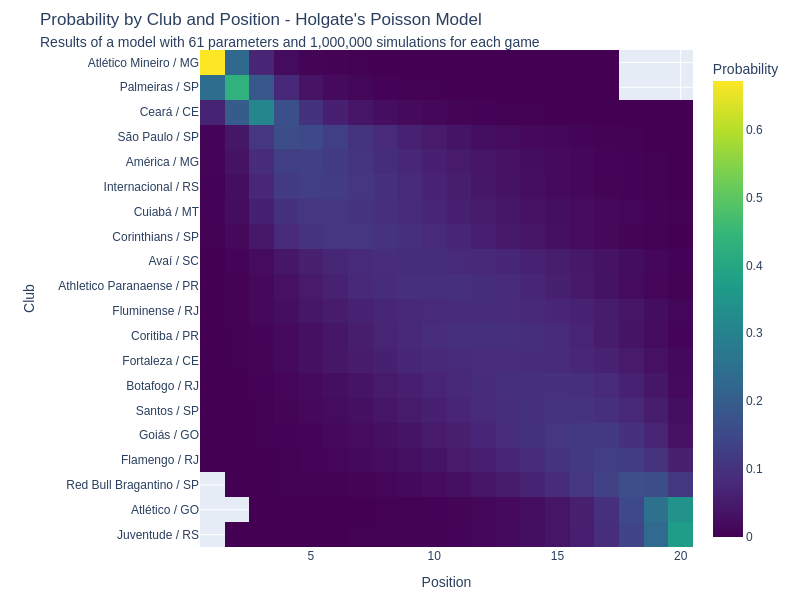 Probability by Club and Position - Holgate's Poisson Model
Results of a model with 61 parameters and 1,000,000 simulations for each game
Probability
Club
Atlético Mineiro / MG
Palmeiras / SP
Ceará / CE
São Paulo / SP
América / MG
Internacional / RS
Cuiabá / MT
Corinthians / SP
Avaí / SC
Athletico Paranaense / PR
Fluminense / RJ
Coritiba / PR
Fortaleza / CE
Botafogo / RJ
Santos / SP
Goiás / GO
Flamengo / RJ
Red Bull Bragantino / SP
Atlético / GO
Juventude / RS
5 10 15 20
Position
0.6
0.5
0.4
0.3
0.2
0.1
0